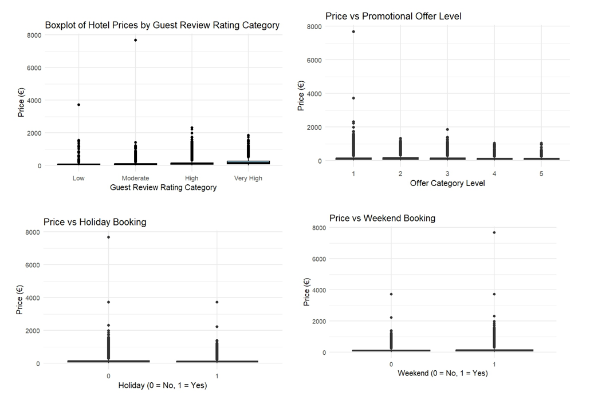 Boxplot of Hotel Prices by Guest Review Rating Category
8000
6000
4000
2000
0
Price (€)
Low Moderate High Very High
Guest Review Rating Category
Price vs Promotional Offer Level
8000
6000
4000
2000
0
Price (€)
1 2 3 4 5
Offer Category Level
Price vs Holiday Booking
8000
6000
4000
2000
0
Price (€)
0 1
Holiday (0 = No, 1 = Yes)
Price vs Weekend Booking
8000
6000
4000
2000
0
Price (€)
0 1
Weekend (0 = No, 1 = Yes)